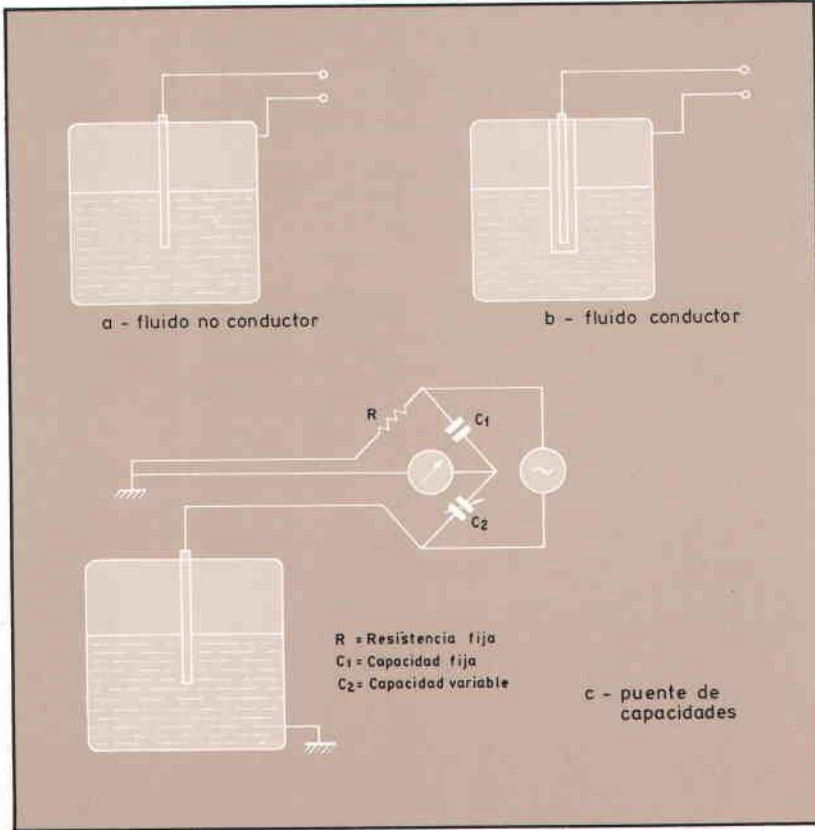 a - fluido no conductor
b - fluido conductor
R
C1
C2
R = Resistencia fija
C1 = Capacidad fija
C2 = Capacidad variable
c - puente de
capacidades